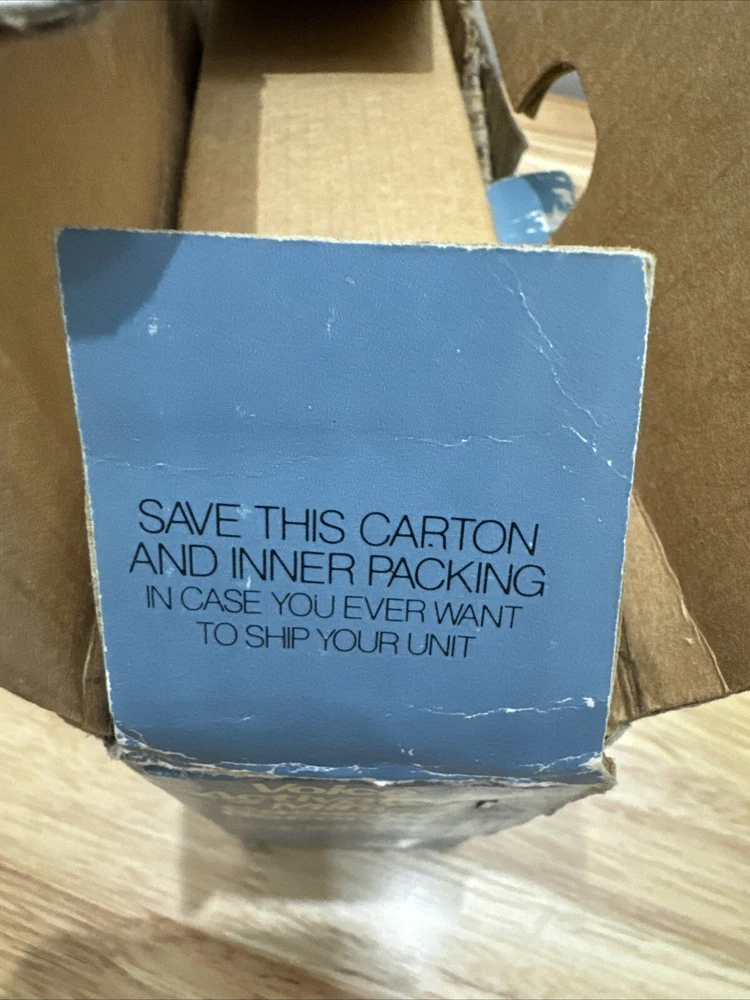 SAVE THIS CARTON
AND INNER PACKING
IN CASE YOU EVER WANT
TO SHIP YOUR UNIT